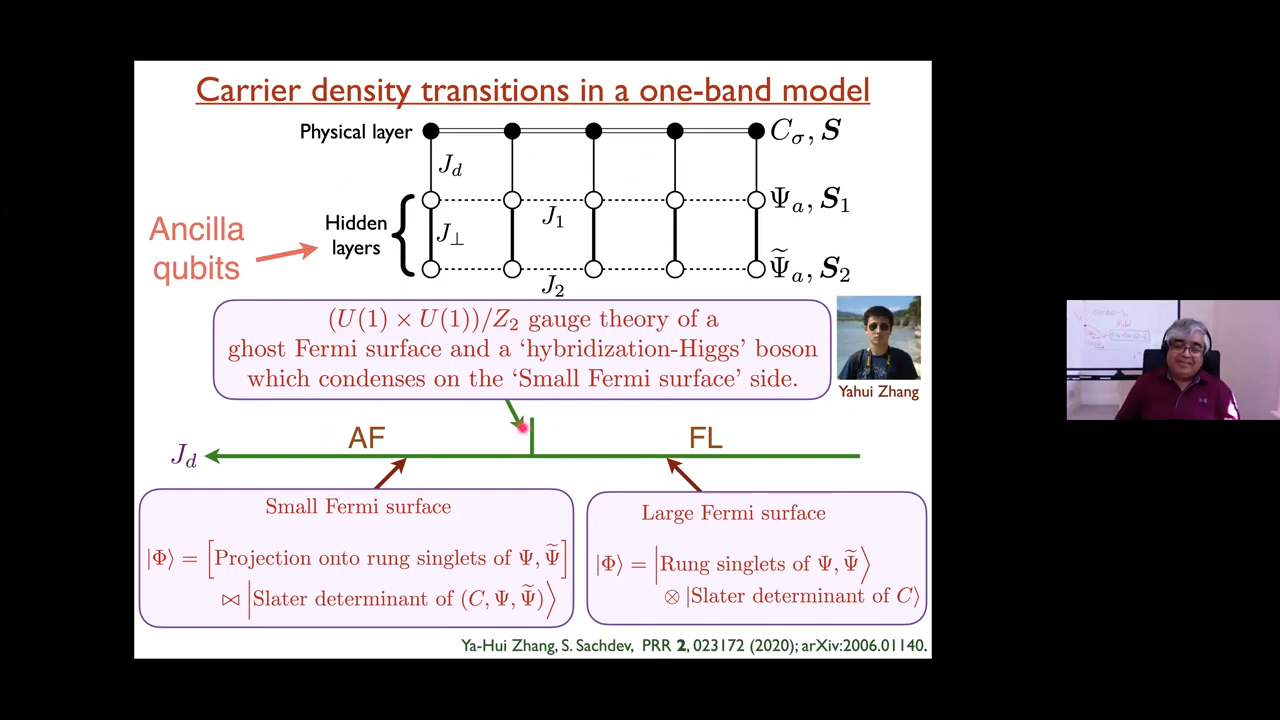 Carrier density transitions in a one-band model
Physical layer
C_σ, S
J_d
Ψ_a, S_1
J_1
Ancilla
qubits
Hidden
layers
J_⊥
Ψ̃_a, S_2
J_2
(U(1) × U(1))/Z_2 gauge theory of a
ghost Fermi surface and a ‘hybridization-Higgs’ boson
which condenses on the ‘Small Fermi surface’ side.
Yahui Zhang
AF
FL
J_d
Small Fermi surface
|Φ⟩ = [Projection onto rung singlets of Ψ, Ψ̃]
⋈ |Slater determinant of (C, Ψ, Ψ̃)⟩
Large Fermi surface
|Φ⟩ = |Rung singlets of Ψ, Ψ̃⟩
⊗ |Slater determinant of C⟩
Ya-Hui Zhang, S. Sachdev, PRR 2, 023172 (2020); arXiv:2006.01140.